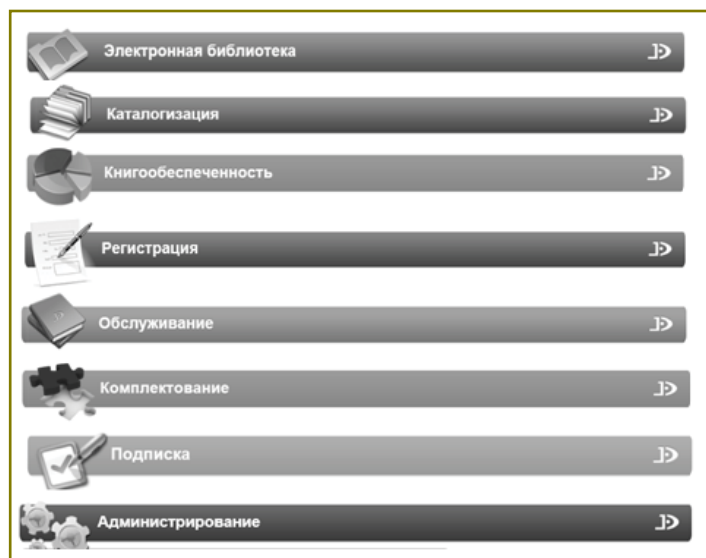 Электронная библиотека
Каталогизация
Книгообеспеченность
Регистрация
Обслуживание
Комплектование
Подписка
Администрирование